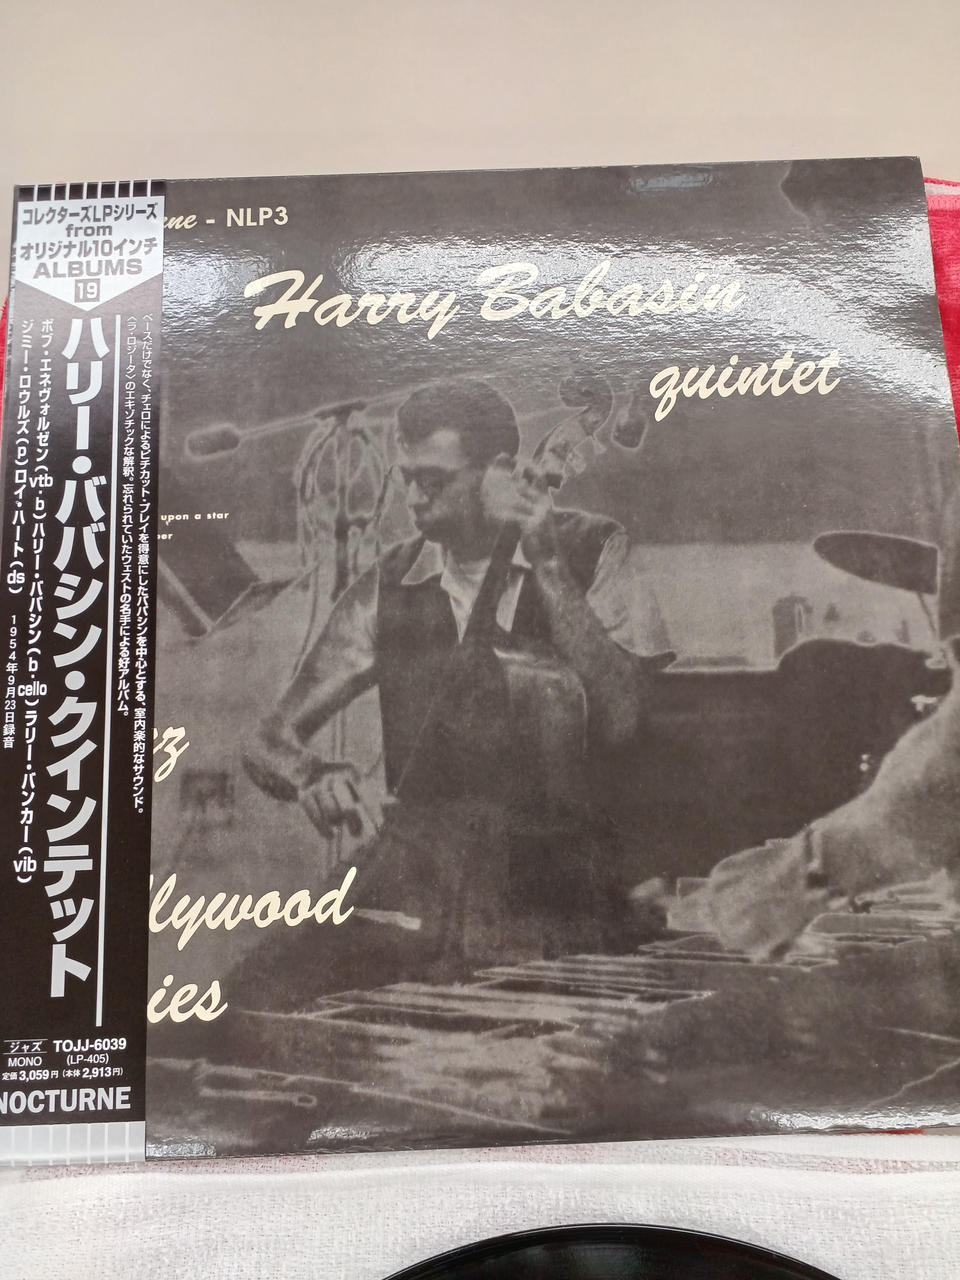 コレクターズLPシリーズ
from
オリジナル10インチ
ALBUMS
19
ベースだけでなく、チェロによるピチカット・プレイを得意にしたババシンを中心とする、室内楽的なサウンド。
〈ラ・ロジータ〉のエキゾチックな解釈。忘れられていたウェストの名手による好アルバム。
ハリー・ババシン・クインテット
ボブ・エネヴォルゼン(vtb・b)ハリー・ババシン(b・cello)ラリー・バンカー(vib)
ジミー・ロウルズ(p)ロイ・ハート(ds)
1954年9月23日録音
ジャズ TOJJ-6039
MONO (LP-405)
定価3,059円(本体2,913円)
NOCTURNE
ene - NLP3
Harry Babasin
quintet
upon a star
er
z
lywood
ies